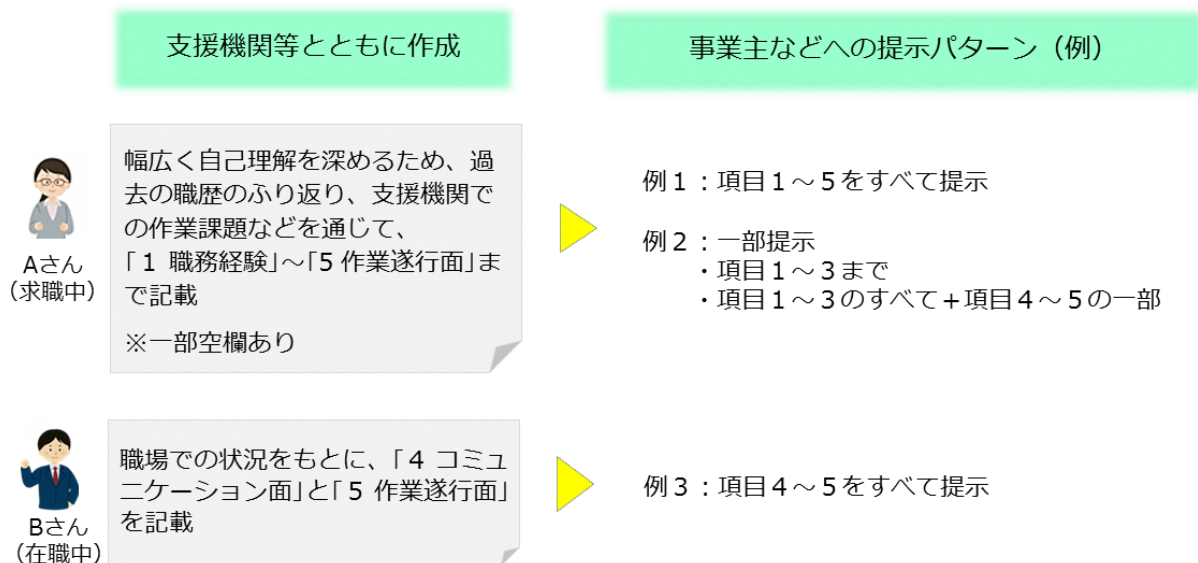 支援機関等とともに作成
事業主などへの提示パターン（例）
Aさん
（求職中）
幅広く自己理解を深めるため、過
去の職歴のふり返り、支援機関で
の作業課題などを通じて、
「１ 職務経験」～「５ 作業遂行面」ま
で記載
※一部空欄あり
例１：項目１～５をすべて提示
例２：一部提示
・項目１～３まで
・項目１～３のすべて＋項目４～５の一部
Bさん
（在職中）
職場での状況をもとに、「４ コミュ
ニケーション面」と「５ 作業遂行面」
を記載
例３：項目４～５をすべて提示